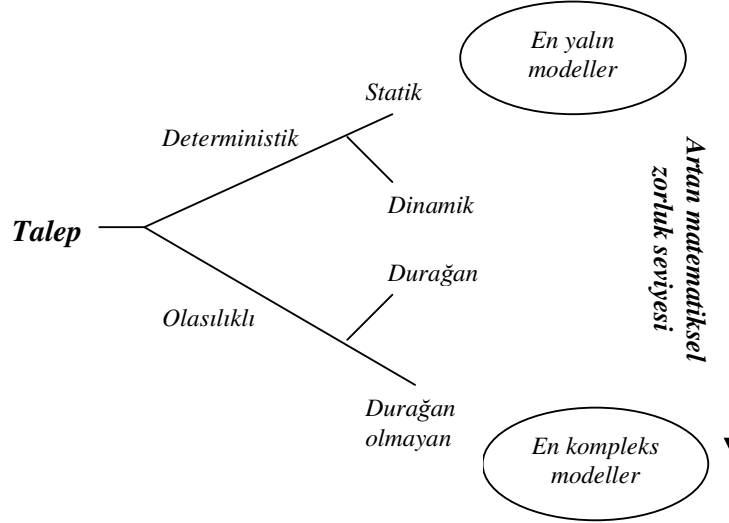 En yalın
modeller
Statik
Deterministik
Dinamik
Talep
Durağan
Olasılıklı
Durağan
olmayan
En kompleks
modeller
Artan matematiksel
zorluk seviyesi